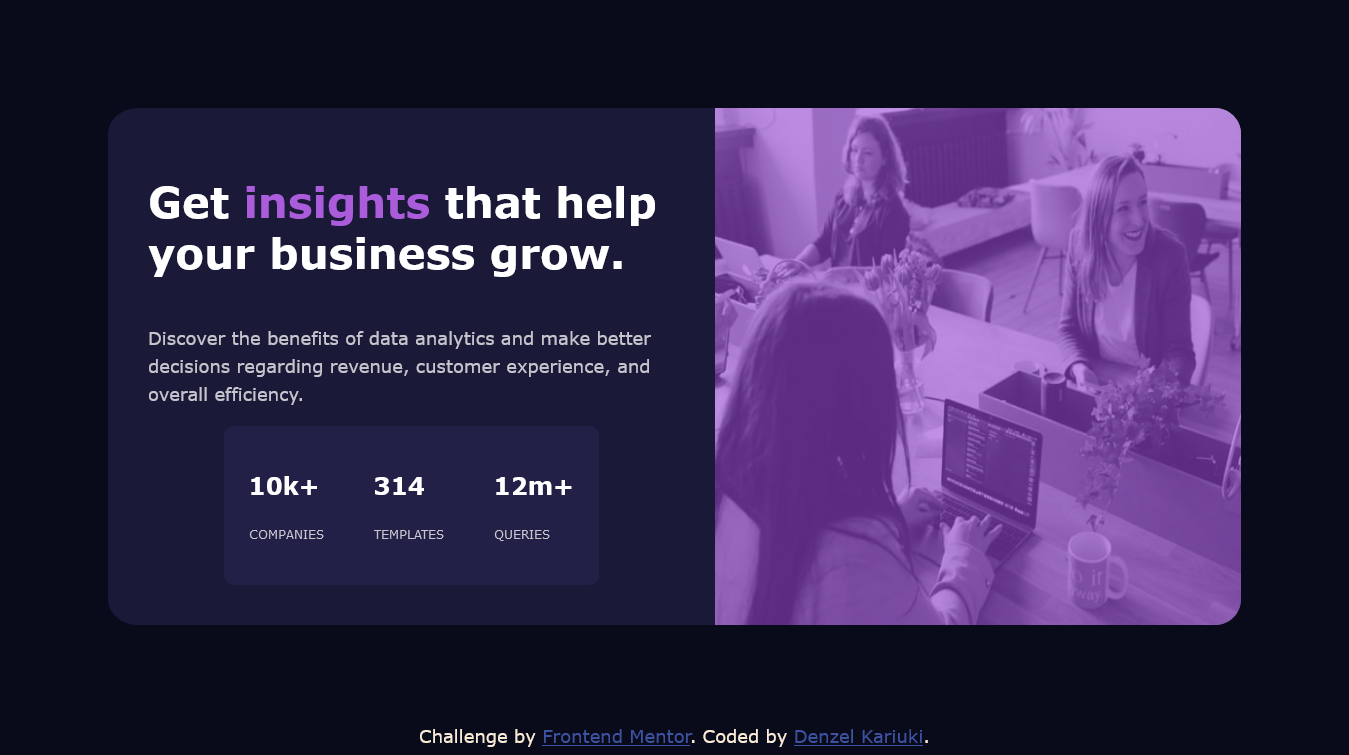 Get insights that help
your business grow.
Discover the benefits of data analytics and make better
decisions regarding revenue, customer experience, and
overall efficiency.
10k+ 314 12m+
COMPANIES TEMPLATES QUERIES
Challenge by Frontend Mentor. Coded by Denzel Kariuki.